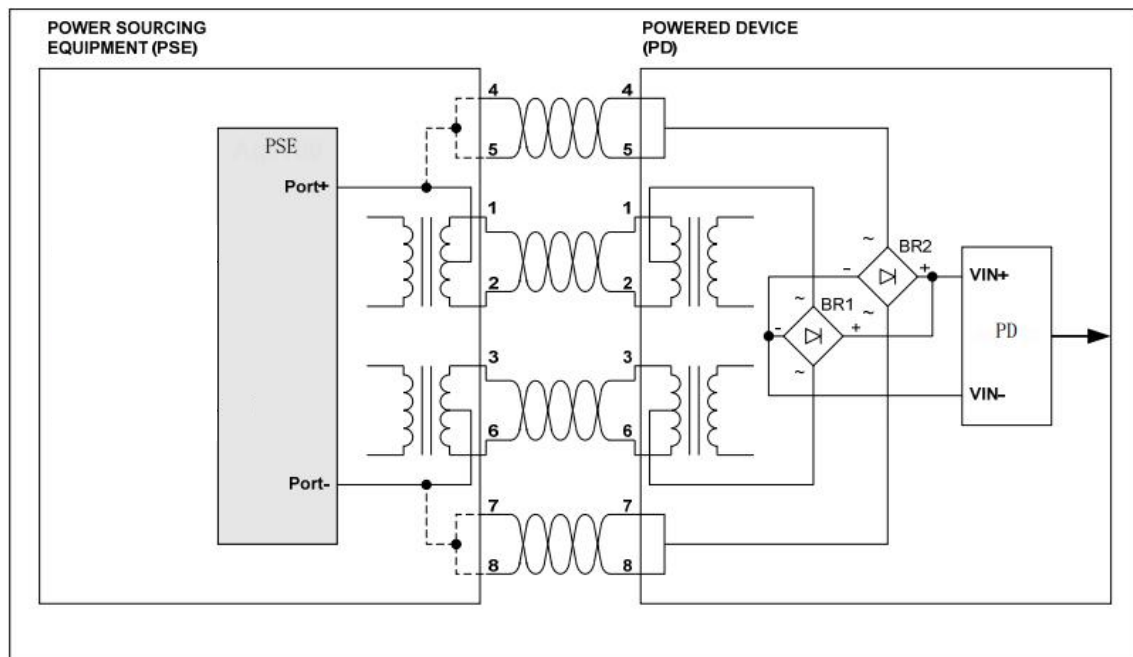 POWER SOURCING
EQUIPMENT (PSE)
POWERED DEVICE
(PD)
4
4
PSE
5
5
Port+
1
1
~
BR2
2
2
-
+
VIN+
~
~
BR1
PD
-
+
3
3
~
VIN-
6
6
Port-
7
7
8
8